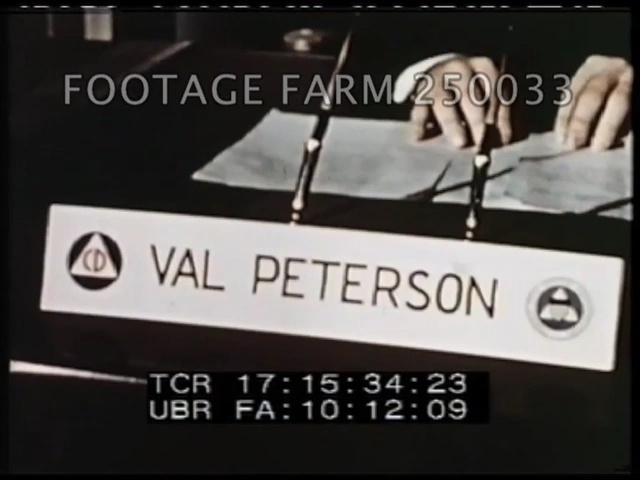 FOOTAGE FARM 250033
CD VAL PETERSON
TCR 17:15:34:23
UBR FA:10:12:09